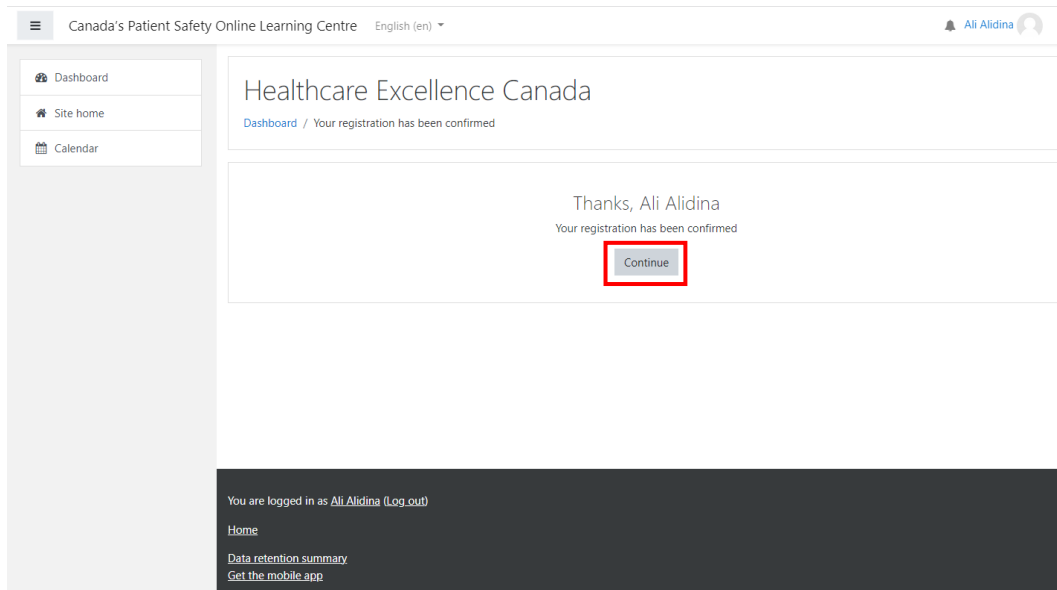 Canada's Patient Safety Online Learning Centre English (en)
Ali Alidina
Dashboard
Site home
Calendar
Healthcare Excellence Canada
Dashboard / Your registration has been confirmed
Thanks, Ali Alidina
Your registration has been confirmed
Continue
You are logged in as Ali Alidina (Log out)
Home
Data retention summary
Get the mobile app